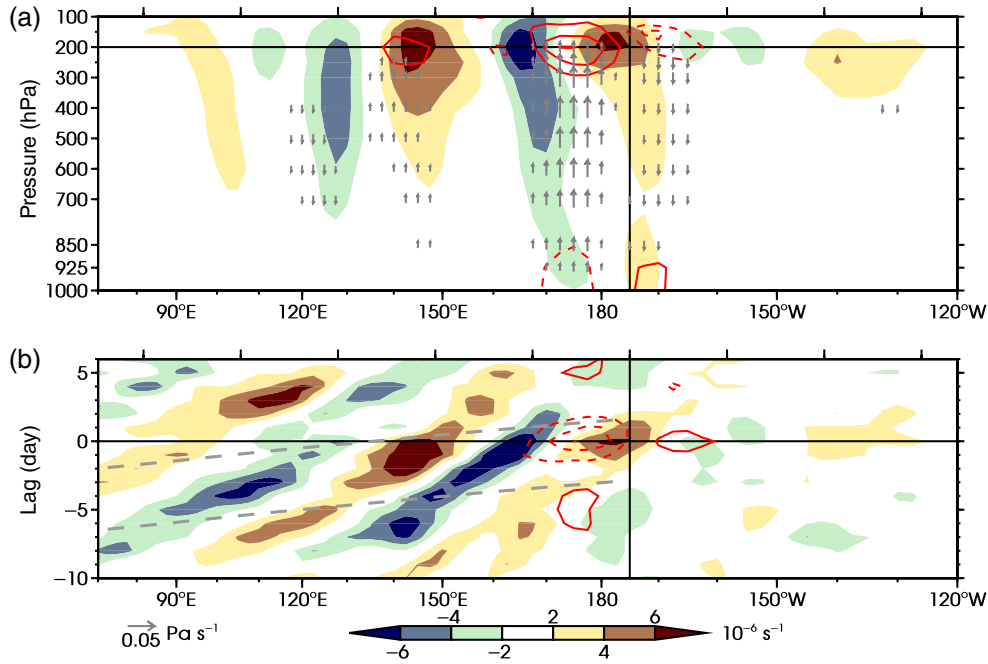 (a)
100
200
300
400
500
600
700
850
925
1000
Pressure (hPa)
90°E 120°E 150°E 180 150°W 120°W
(b)
5
0
−5
−10
Lag (day)
90°E 120°E 150°E 180 150°W 120°W
0.05 Pa s⁻¹
−4 2 6
−6 −2 4
10⁻⁶ s⁻¹